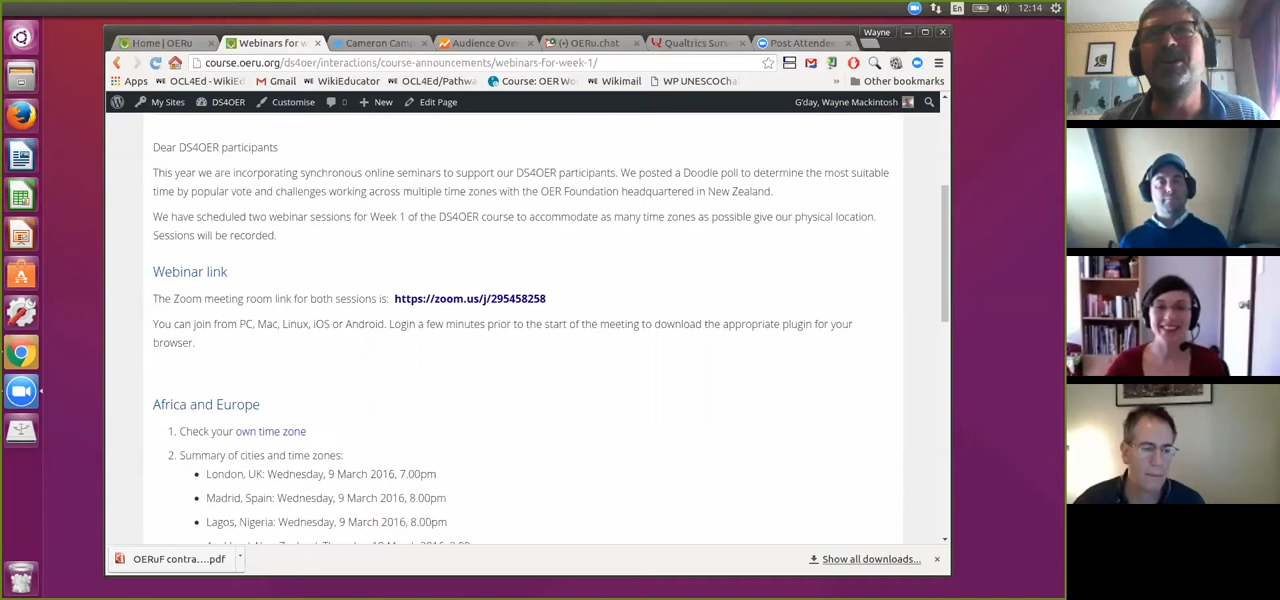 En 12:14
Wayne
Home | OERu
Webinars for w
Cameron Camp
Audience Over
(•) OERu.chat
Qualtrics Surve
Post Attendee
course.oeru.org/ds4oer/interactions/course-announcements/webinars-for-week-1/
Apps OCL4Ed - WikiEd Gmail WikiEducator OCL4Ed/Pathwa Course: OER Wor Wikimail WP UNESCOCha » Other bookmarks
My Sites DS4OER Customise 0 New Edit Page G'day, Wayne Mackintosh
Dear DS4OER participants
This year we are incorporating synchronous online seminars to support our DS4OER participants. We posted a Doodle poll to determine the most suitable
time by popular vote and challenges working across multiple time zones with the OER Foundation headquartered in New Zealand.
We have scheduled two webinar sessions for Week 1 of the DS4OER course to accommodate as many time zones as possible give our physical location.
Sessions will be recorded.
Webinar link
The Zoom meeting room link for both sessions is: https://zoom.us/j/295458258
You can join from PC, Mac, Linux, iOS or Android. Login a few minutes prior to the start of the meeting to download the appropriate plugin for your
browser.
Africa and Europe
1. Check your own time zone
2. Summary of cities and time zones:
• London, UK: Wednesday, 9 March 2016, 7.00pm
• Madrid, Spain: Wednesday, 9 March 2016, 8.00pm
• Lagos, Nigeria: Wednesday, 9 March 2016, 8.00pm
OERuF contra....pdf
Show all downloads...